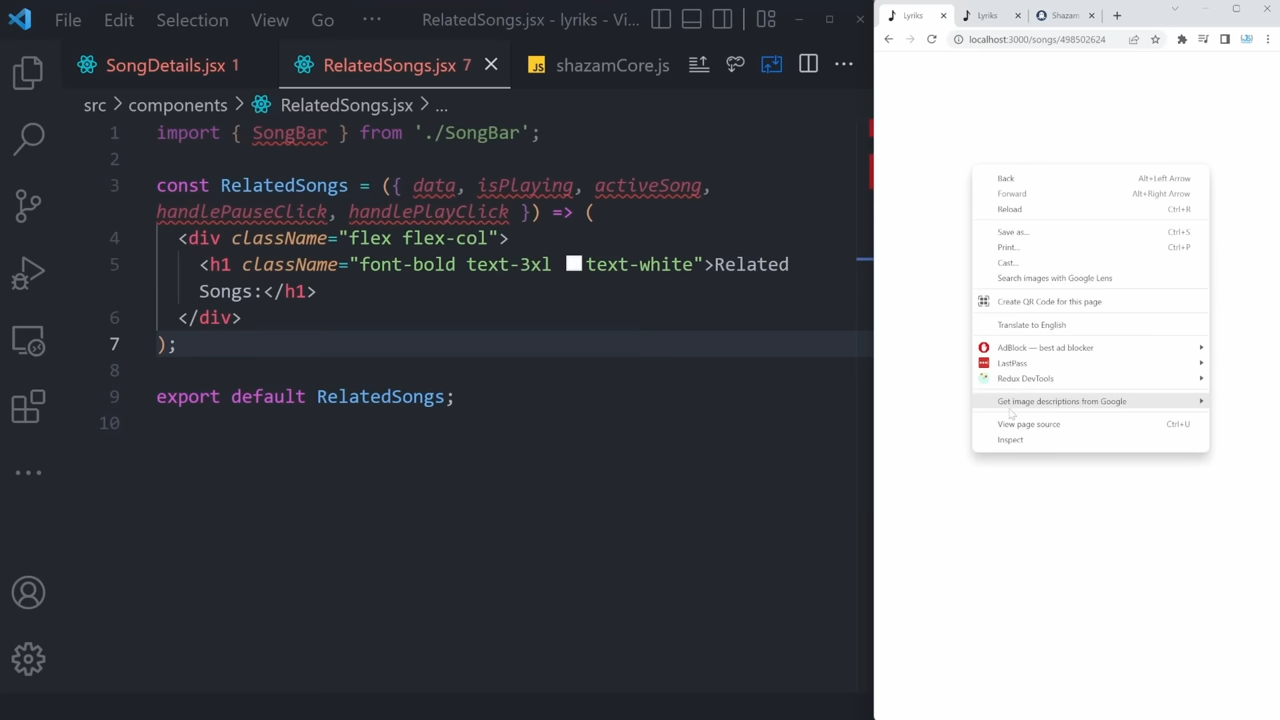 File Edit Selection View Go ··· RelatedSongs.jsx - lyriks - Vi...
SongDetails.jsx 1 RelatedSongs.jsx 7 JS shazamCore.js ···
src > components > RelatedSongs.jsx > ...
1 import { SongBar } from './SongBar';
2
3 const RelatedSongs = ({ data, isPlaying, activeSong,
handlePauseClick, handlePlayClick }) => (
4 <div className="flex flex-col">
5 <h1 className="font-bold text-3xl text-white">Related
Songs:</h1>
6 </div>
7 );
8
9 export default RelatedSongs;
10
Lyriks Lyriks Shazam
localhost:3000/songs/498502624
Back Alt+Left Arrow
Forward Alt+Right Arrow
Reload Ctrl+R
Save as... Ctrl+S
Print... Ctrl+P
Cast...
Search images with Google Lens
Create QR Code for this page
Translate to English
AdBlock — best ad blocker
LastPass
Redux DevTools
Get image descriptions from Google
View page source Ctrl+U
Inspect